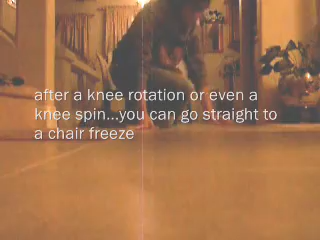 after a knee rotation or even a
knee spin...you can go straight to
a chair freeze